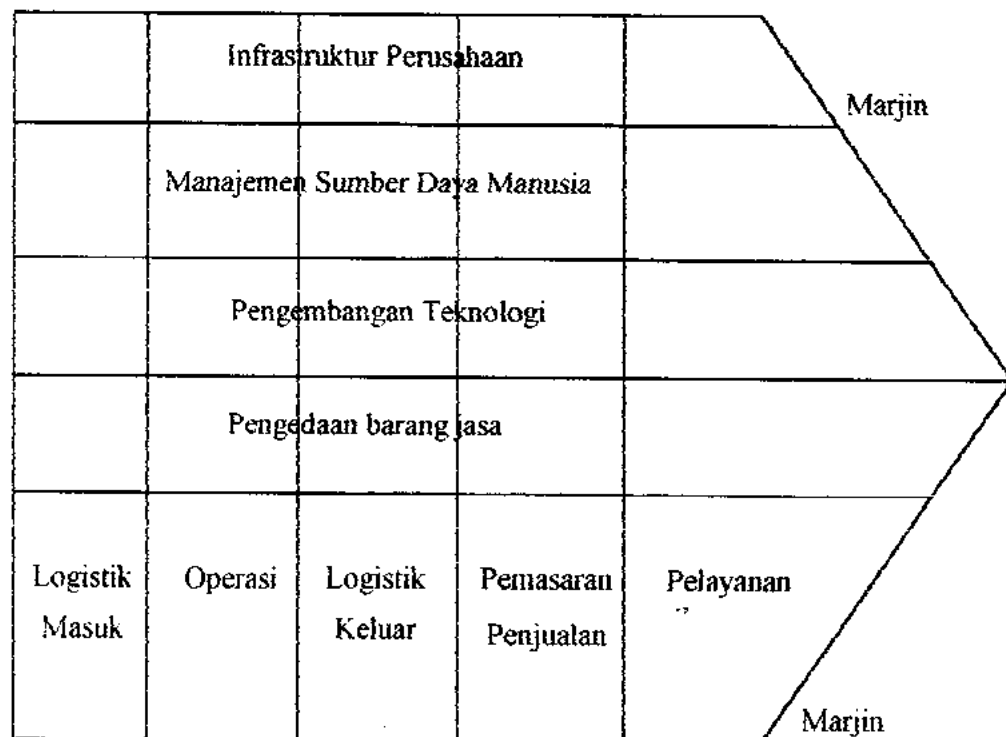 Infrastruktur Perusahaan
Marjin
Manajemen Sumber Daya Manusia
Pengembangan Teknologi
Pengedaan barang jasa
Logistik Masuk
Operasi
Logistik Keluar
Pemasaran Penjualan
Pelayanan
Marjin